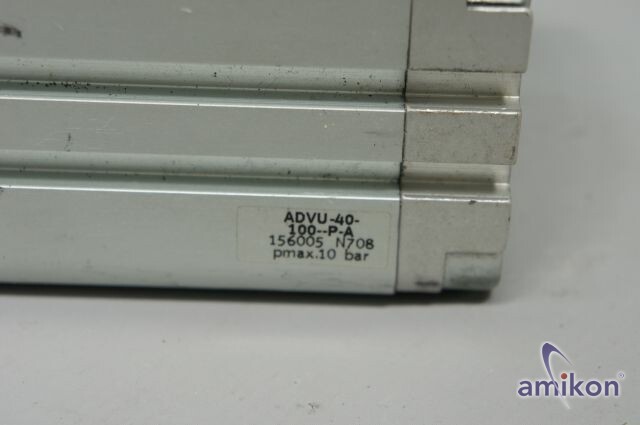 ADVU-40-
100--P-A
156005 N708
pmax.10 bar
amikon